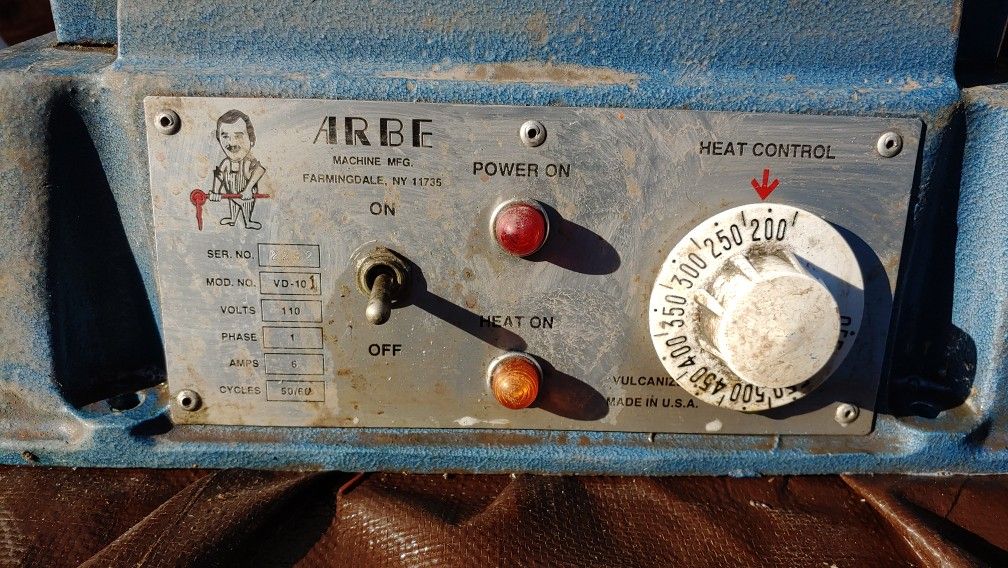 ARBE
MACHINE MFG.
FARMINGDALE, NY 11735
SER. NO.
MOD. NO. VD-101
VOLTS 110
PHASE 1
AMPS 6
CYCLES 50/60
ON
OFF
POWER ON
HEAT ON
HEAT CONTROL
200
250
300
350
400
450
500
MADE IN U.S.A.